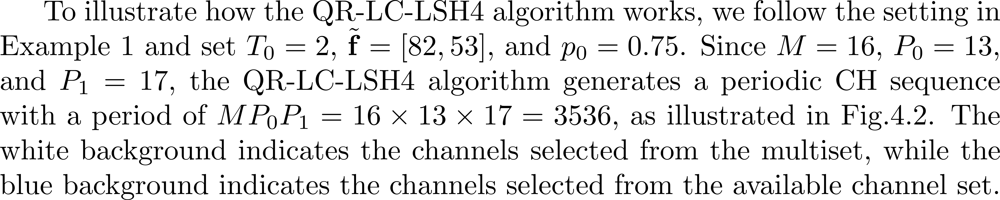 To illustrate how the QR-LC-LSH4 algorithm works, we follow the setting in
Example 1 and set $T_0 = 2$, $\tilde{\mathbf{f}} = [82, 53]$, and $p_0 = 0.75$. Since $M = 16$, $P_0 = 13$,
and $P_1 = 17$, the QR-LC-LSH4 algorithm generates a periodic CH sequence
with a period of $MP_0P_1 = 16 \times 13 \times 17 = 3536$, as illustrated in Fig.4.2. The
white background indicates the channels selected from the multiset, while the
blue background indicates the channels selected from the available channel set.